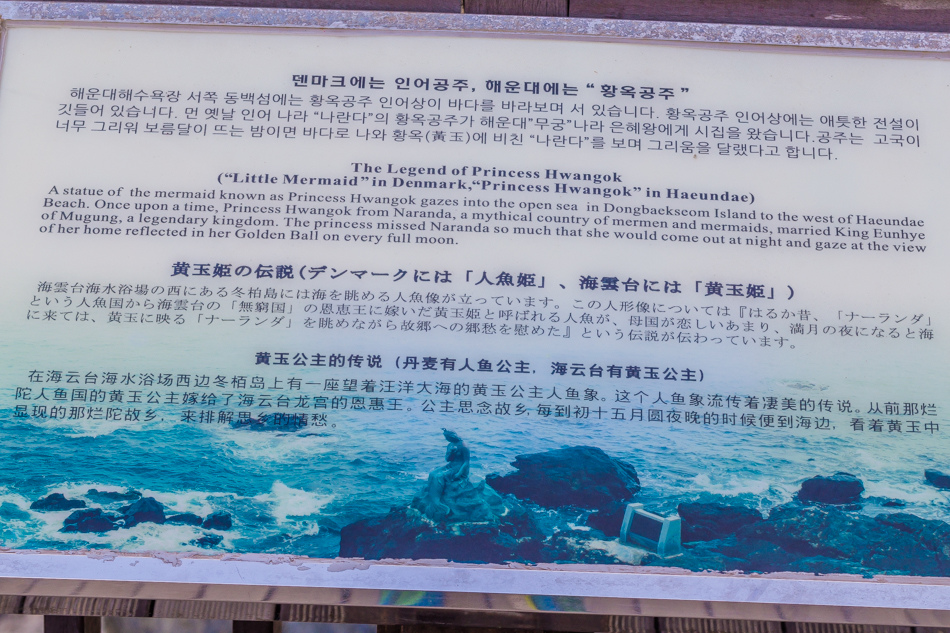 덴마크에는 인어공주, 해운대에는 “ 황옥공주 ”
해운대해수욕장 서쪽 동백섬에는 황옥공주 인어상이 바다를 바라보며 서 있습니다. 황옥공주 인어상에는 애틋한 전설이
깃들어 있습니다. 먼 옛날 인어 나라 “나란다”의 황옥공주가 해운대"무궁"나라 은혜왕에게 시집을 왔습니다.공주는 고국이
너무 그리워 보름달이 뜨는 밤이면 바다로 나와 황옥(黃玉)에 비친 “나란다”를 보며 그리움을 달랬다고 합니다.
The Legend of Princess Hwangok
(“Little Mermaid” in Denmark,“Princess Hwangok” in Haeundae)
A statue of the mermaid known as Princess Hwangok gazes into the open sea in Dongbaekseom Island to the west of Haeundae
Beach. Once upon a time, Princess Hwangok from Naranda, a mythical country of mermen and mermaids, married King Eunhye
of Mugung, a legendary kingdom. The princess missed Naranda so much that she would come out at night and gaze at the view
of her home reflected in her Golden Ball on every full moon.
黄玉姫の伝説(デンマークには「人魚姫」、海雲台には「黄玉姫」)
海雲台海水浴場の西にある冬柏島には海を眺める人魚像が立っています。この人形像については『はるか昔、「ナーランダ」
という人魚国から海雲台の「無窮国」の恩恵王に嫁いだ黄玉姫と呼ばれる人魚が、母国が恋しいあまり、満月の夜になると海
に来ては、黄玉に映る「ナーランダ」を眺めながら故郷への郷愁を慰めた』という伝説が伝わっています。
黄玉公主的传说（丹麦有人鱼公主，海云台有黄玉公主）
在海云台海水浴场西边冬栢岛上有一座望着汪洋大海的黄玉公主人鱼象。这个人鱼象流传着凄美的传说。从前那烂
陀人鱼国的黄玉公主嫁给了海云台龙宫的恩惠王。公主思念故乡,每到初十五月圆夜晚的时候便到海边，看着黄玉中
显现的那烂陀故乡，来排解思乡的情愁。